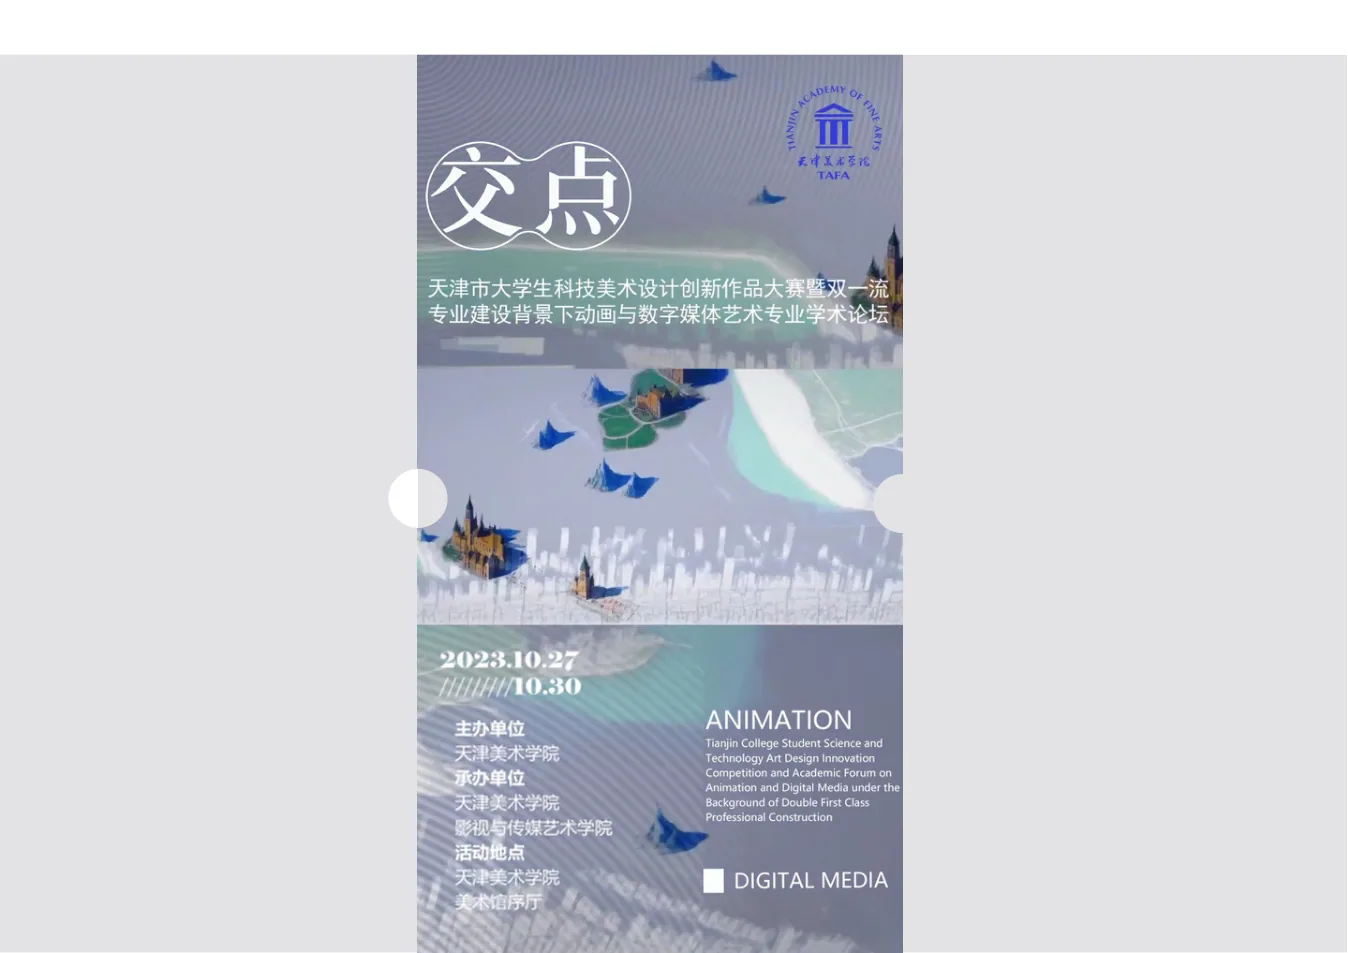 TIANJIN ACADEMY OF FINE ARTS
天津美术学院
TAFA
交点
天津市大学生科技美术设计创新作品大赛暨双一流
专业建设背景下动画与数字媒体艺术专业学术论坛
2023.10.27
/////////10.30
主办单位
天津美术学院
承办单位
天津美术学院
影视与传媒艺术学院
活动地点
天津美术学院
美术馆序厅
ANIMATION
Tianjin College Student Science and
Technology Art Design Innovation
Competition and Academic Forum on
Animation and Digital Media under the
Background of Double First Class
Professional Construction
DIGITAL MEDIA